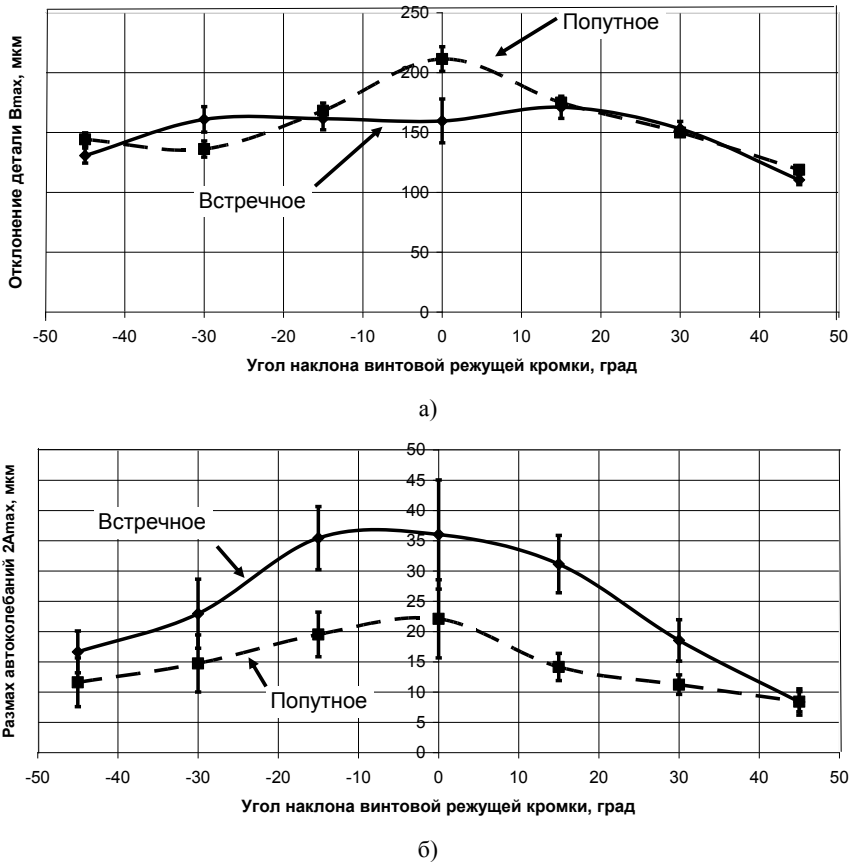 250
Попутное
200
150
Встречное
100
50
0
-50 -40 -30 -20 -10 0 10 20 30 40 50
Отклонение детали Bmax, мкм
Угол наклона винтовой режущей кромки, град
а)
50
45
Встречное
40
35
30
25
20
15
10
Попутное
5
0
-50 -40 -30 -20 -10 0 10 20 30 40 50
Размах автоколебаний 2Amax, мкм
Угол наклона винтовой режущей кромки, град
б)